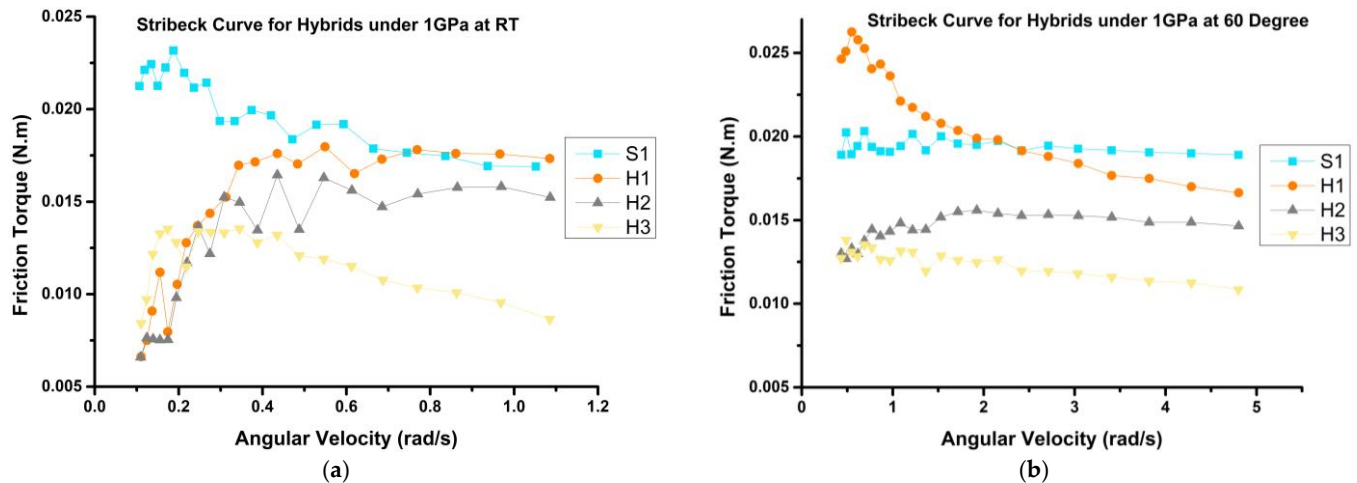 Stribeck Curve for Hybrids under 1GPa at RT
Friction Torque (N.m)
0.025
0.020
0.015
0.010
0.005
0.0
0.2
0.4
0.6
0.8
1.0
1.2
Angular Velocity (rad/s)
S1
H1
H2
H3
(a)
Stribeck Curve for Hybrids under 1GPa at 60 Degree
Friction Torque (N.m)
0.025
0.020
0.015
0.010
0.005
0
1
2
3
4
5
Angular Velocity (rad/s)
S1
H1
H2
H3
(b)